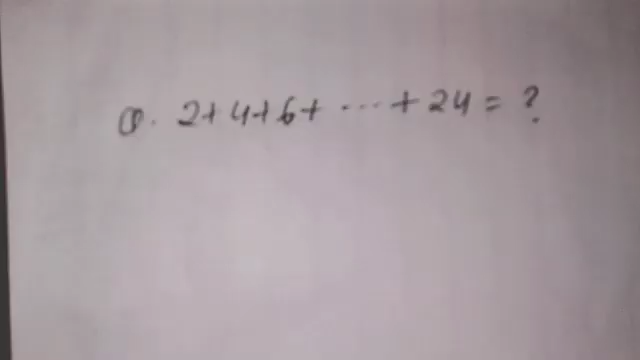 Q. 2+4+6+ ... + 24 = ?